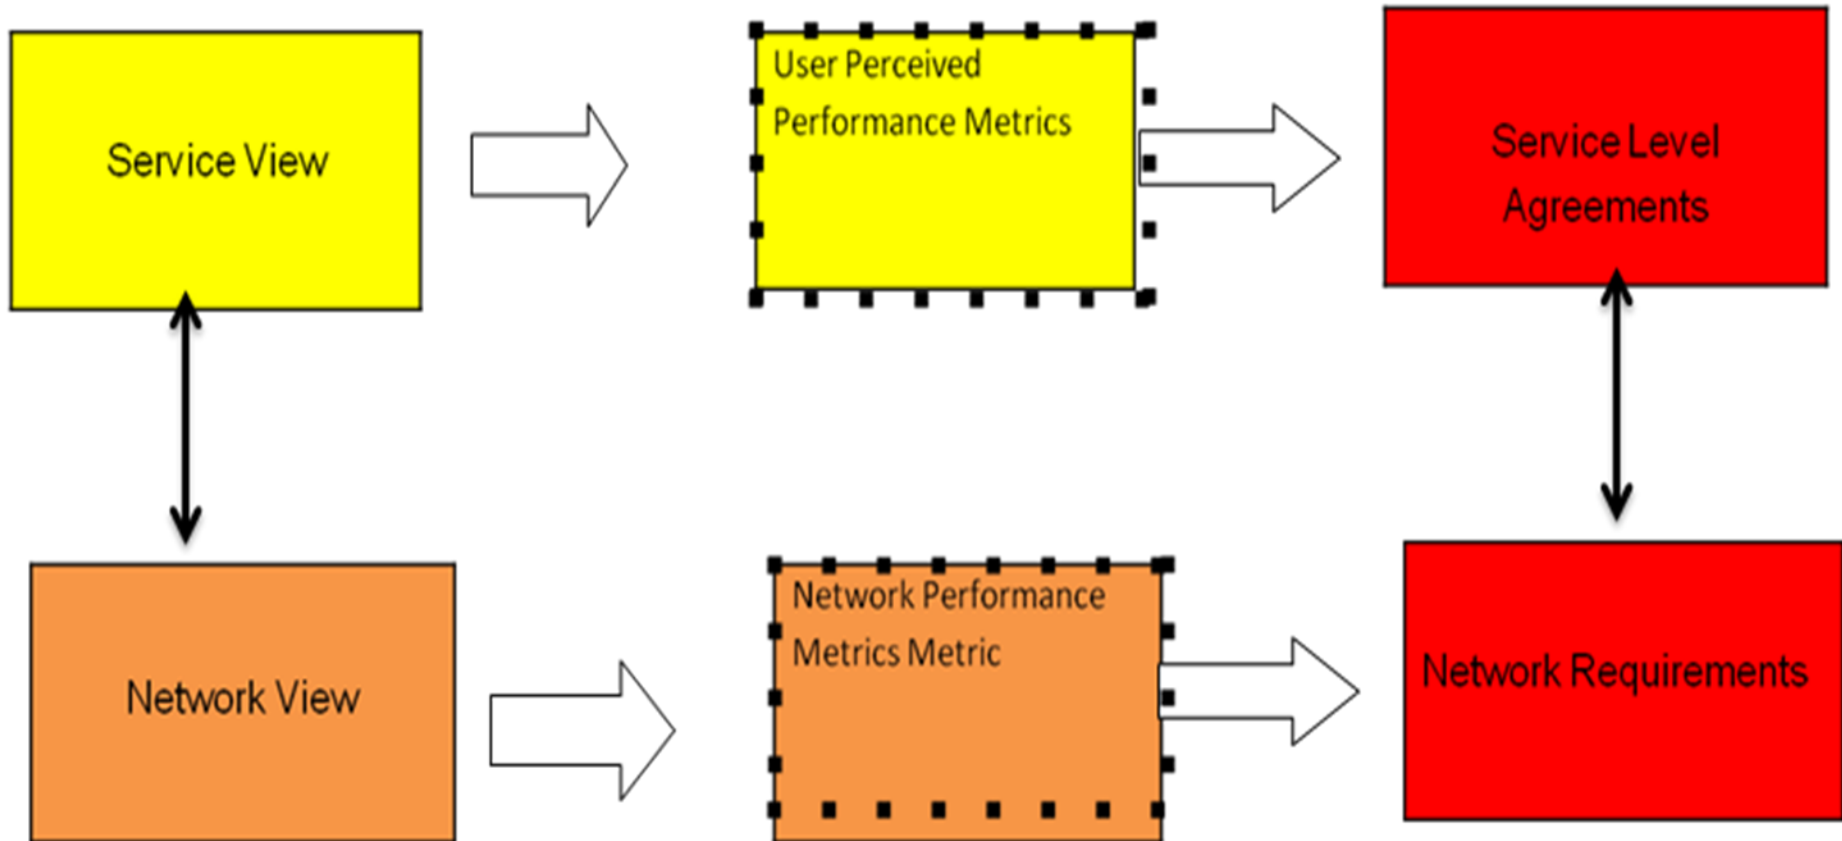 Service View
User Perceived
Performance Metrics
Service Level
Agreements
Network View
Network Performance
Metrics Metric
Network Requirements